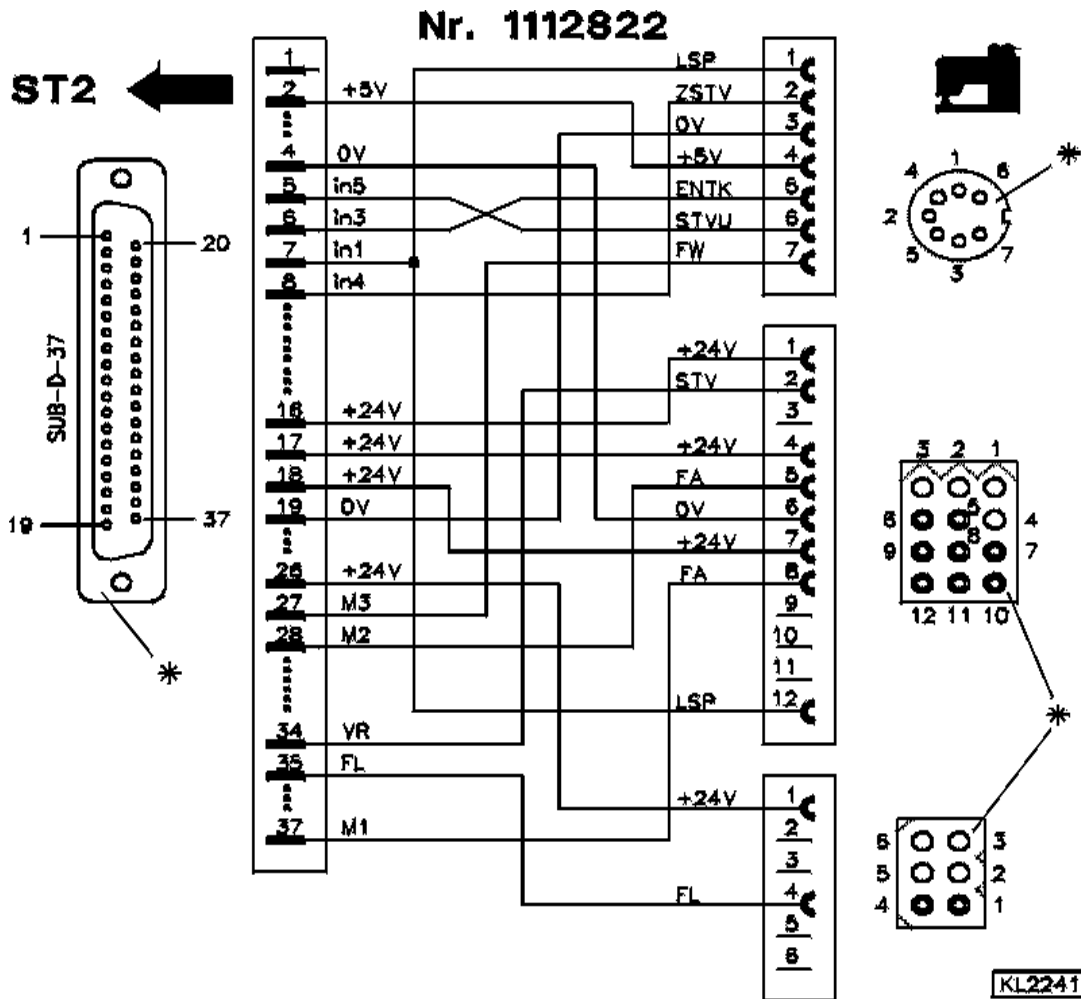 Nr. 1112822
ST2
SUB-D-37
1
20
19
37
1
2 +5V
4 0V
5 in5
6 in3
7 in1
8 in4
16 +24V
17 +24V
18 +24V
19 0V
26 +24V
27 M3
28 M2
34 VR
35 FL
37 M1
LSP 1
ZSTV 2
0V 3
+5V 4
ENTK 5
STVU 6
FW 7
+24V 1
STV 2
3
+24V 4
FA 5
0V 6
+24V 7
FA 8
9
10
11
LSP 12
+24V 1
2
3
FL 4
5
6
*
1
4 6
2
5 7
3
3 2 1
6 5 4
9 8 7
12 11 10
*
6 3
5 2
4 1
*
KL2241